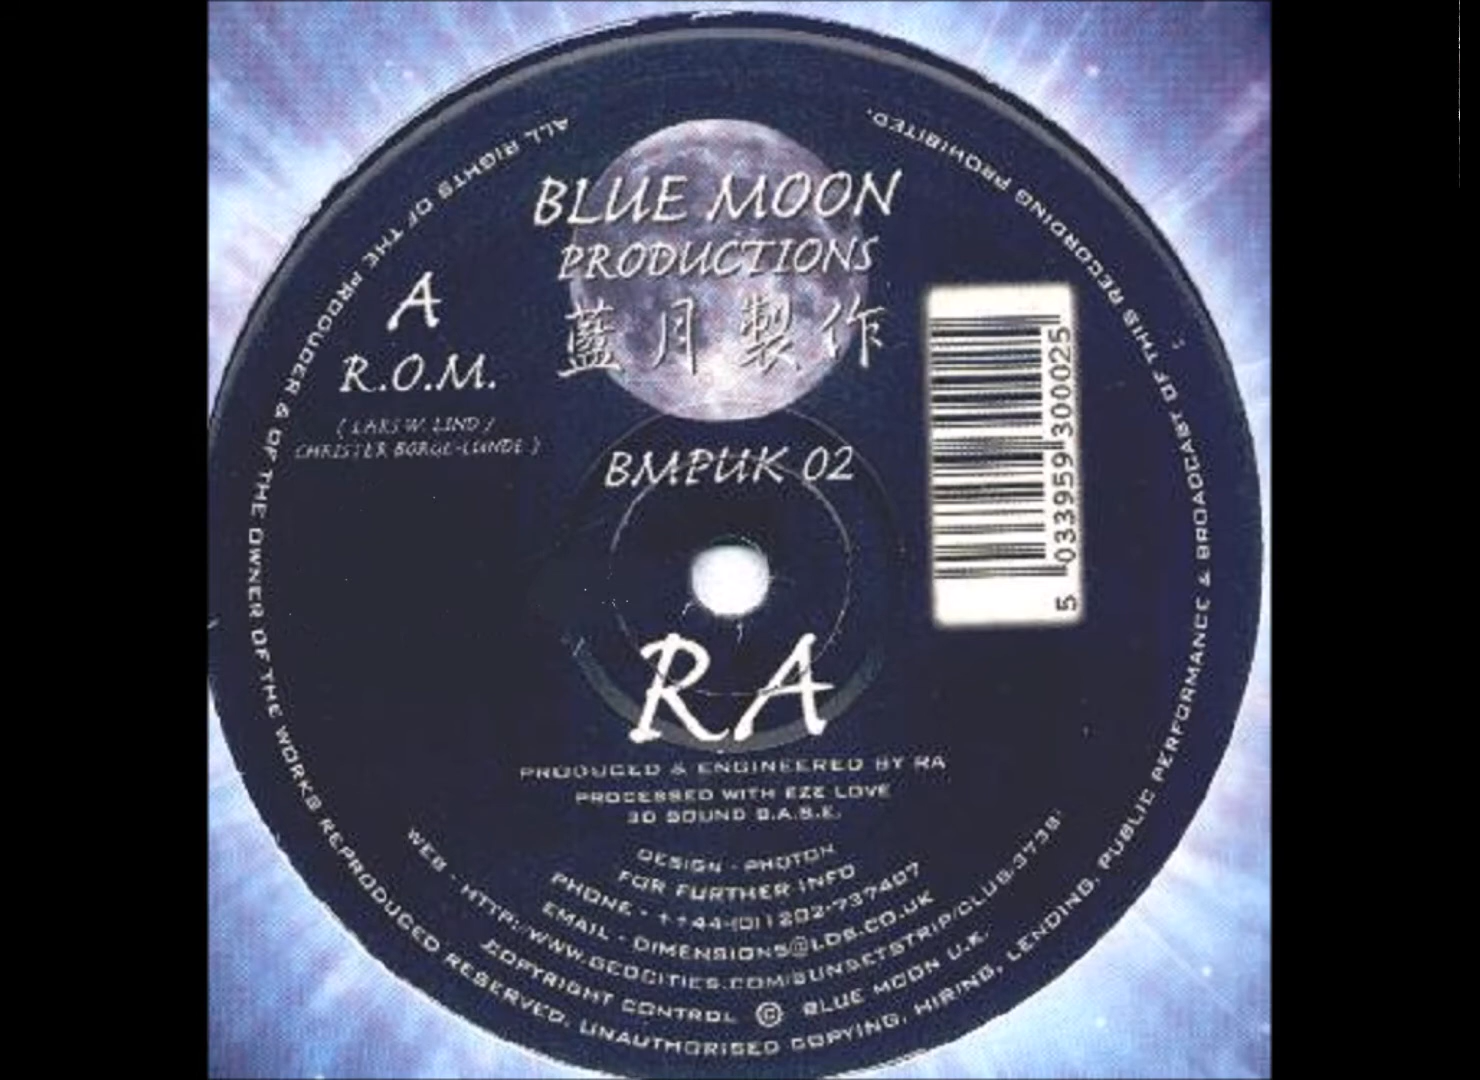 BLUE MOON
PRODUCTIONS
藍月製作
A
R.O.M.
( LARS W. LIND /
CHRISTER BORGE-LUNDE )
BMPUK 02
5 033959 300025
RA
PRODUCED & ENGINEERED BY RA
PROCESSED WITH EZE LOVE
3D SOUND B.A.S.E.
DESIGN - PHOTON
FOR FURTHER INFO
PHONE - ++44-(0)1202-737407
EMAIL - DIMENSIONS@LDS.CO.UK
WEB - HTTP://WWW.GEOCITIES.COM/SUNSETSTRIP/CLUB/3738/
COPYRIGHT CONTROL © BLUE MOON U.K.
ALL RIGHTS OF THE PRODUCER & OF THE OWNER OF THE WORKS REPRODUCED RESERVED. UNAUTHORISED COPYING, HIRING, LENDING, PUBLIC PERFORMANCE & BROADCAST OF THIS RECORDING PROHIBITED.